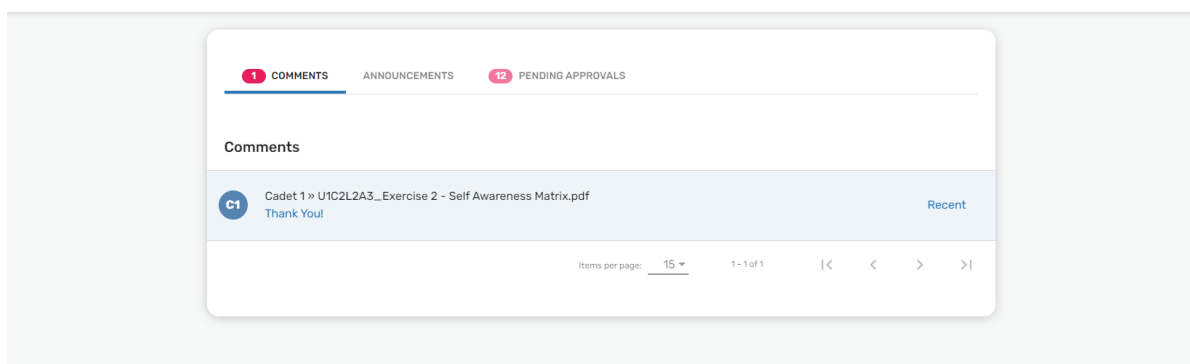 1 COMMENTS ANNOUNCEMENTS 12 PENDING APPROVALS
Comments
C1
Cadet 1 » U1C2L2A3_Exercise 2 - Self Awareness Matrix.pdf
Thank You!
Recent
Items per page: 15 1 - 1 of 1